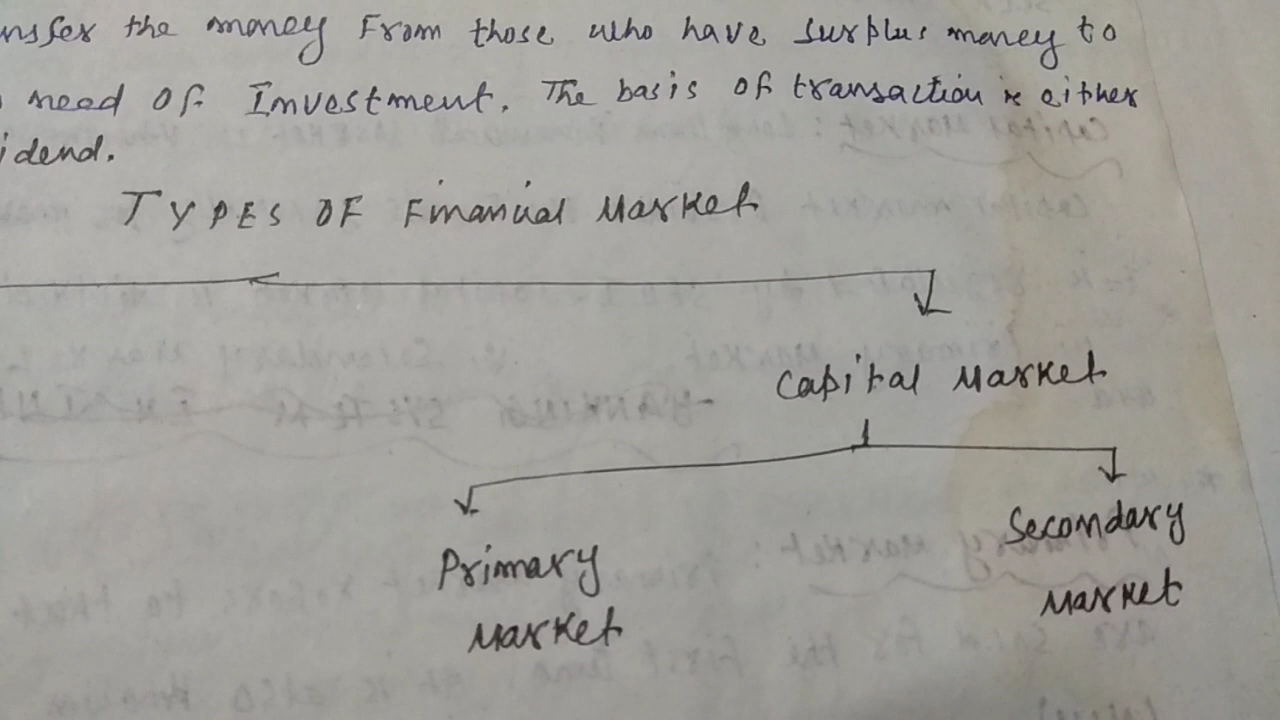 nsfer the money From those who have surplus money to
need OF Investment. The basis OF transaction is either
idend.
TYPES OF Financial Market
Capital Market
Primary
Market
Secondary
Market